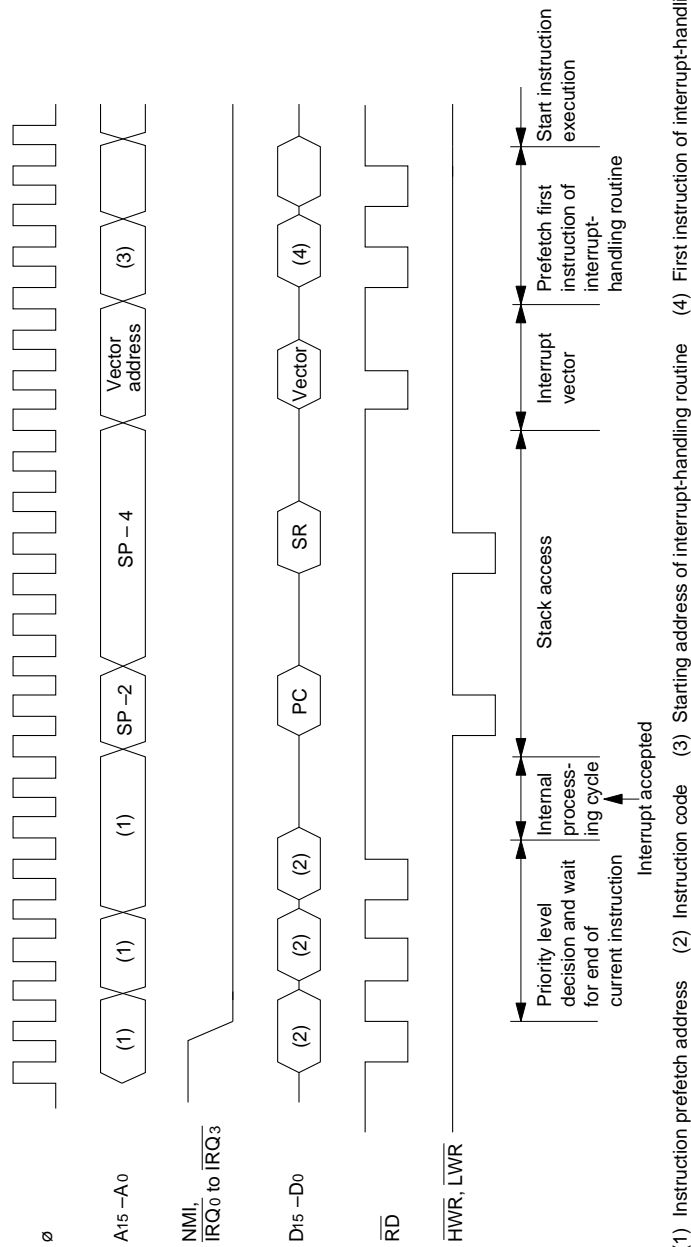 ø
A15 –A0
NMI,
IRQ0 to IRQ3
D15 –D0
RD
HWR, LWR
(1)
(1)
(1)
SP –2
SP – 4
Vector
address
(3)
(2)
(2)
(2)
PC
SR
Vector
(4)
Priority level
decision and wait
for end of
current instruction
Internal
process-
ing cycle
Interrupt accepted
Stack access
Interrupt
vector
Prefetch first
instruction of
interrupt-
handling routine
Start instruction
execution
(1) Instruction prefetch address (2) Instruction code (3) Starting address of interrupt-handling routine (4) First instruction of interrupt-handli